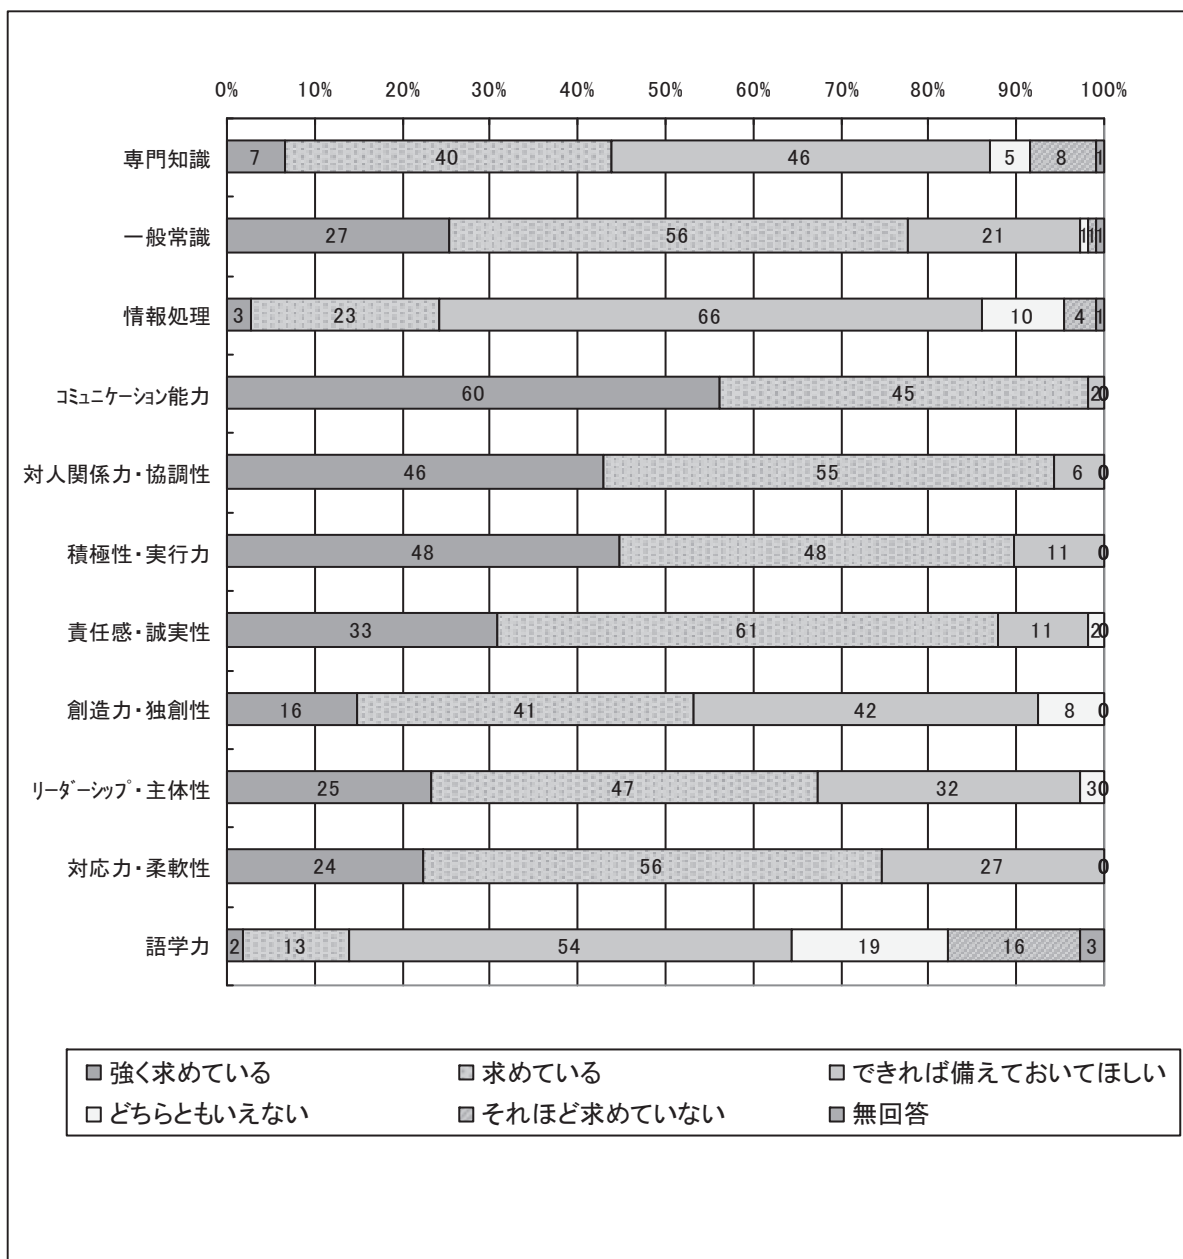 0% 10% 20% 30% 40% 50% 60% 70% 80% 90% 100%
専門知識 7 40 46 5 8 1
一般常識 27 56 21 1 1 1
情報処理 3 23 66 10 4 1
コミュニケーション能力 60 45 2 0
対人関係力・協調性 46 55 6 0
積極性・実行力 48 48 11 0
責任感・誠実性 33 61 11 2 0
創造力・独創性 16 41 42 8 0
リーダーシップ・主体性 25 47 32 3 0
対応力・柔軟性 24 56 27 0
語学力 2 13 54 19 16 3
強く求めている 求めている できれば備えておいてほしい
どちらともいえない それほど求めていない 無回答